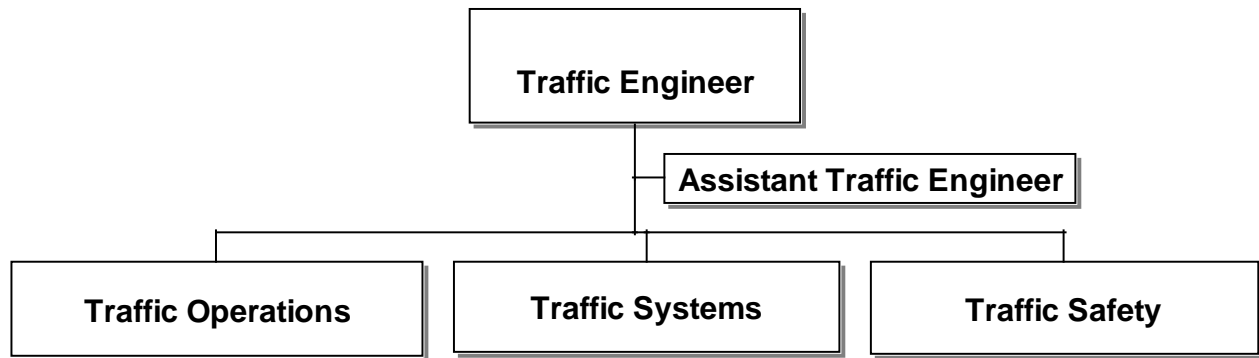 Traffic Engineer
Assistant Traffic Engineer
Traffic Operations
Traffic Systems
Traffic Safety